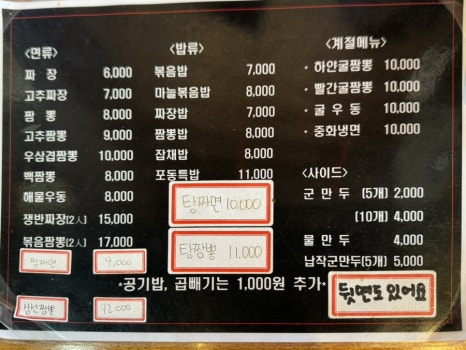 <면류>
짜 장 6,000
고추짜장 7,000
짬 뽕 8,000
고추짬뽕 9,000
우삼겹짬뽕 10,000
백짬뽕 8,000
해물우동 8,000
쟁반짜장(2人) 15,000
볶음짬뽕(2人) 17,000
짬짜면 9,000
삼선짬뽕 12,000
<밥류>
볶음밥 7,000
마늘볶음밥 8,000
짜장밥 7,000
짬뽕밥 8,000
잡채밥 8,000
포동특밥 11,000
탕짜면 10,000
탕짬뽕 11,000
<계절메뉴>
· 하얀굴짬뽕 10,000
· 빨간굴짬뽕 10,000
· 굴 우 동 10,000
· 중화냉면 10,000
<사이드>
군 만 두 (5개) 2,000
(10개) 4,000
물 만 두 4,000
납작군만두(5개) 5,000
*공기밥, 곱빼기는 1,000원 추가*
뒷면도 있어요